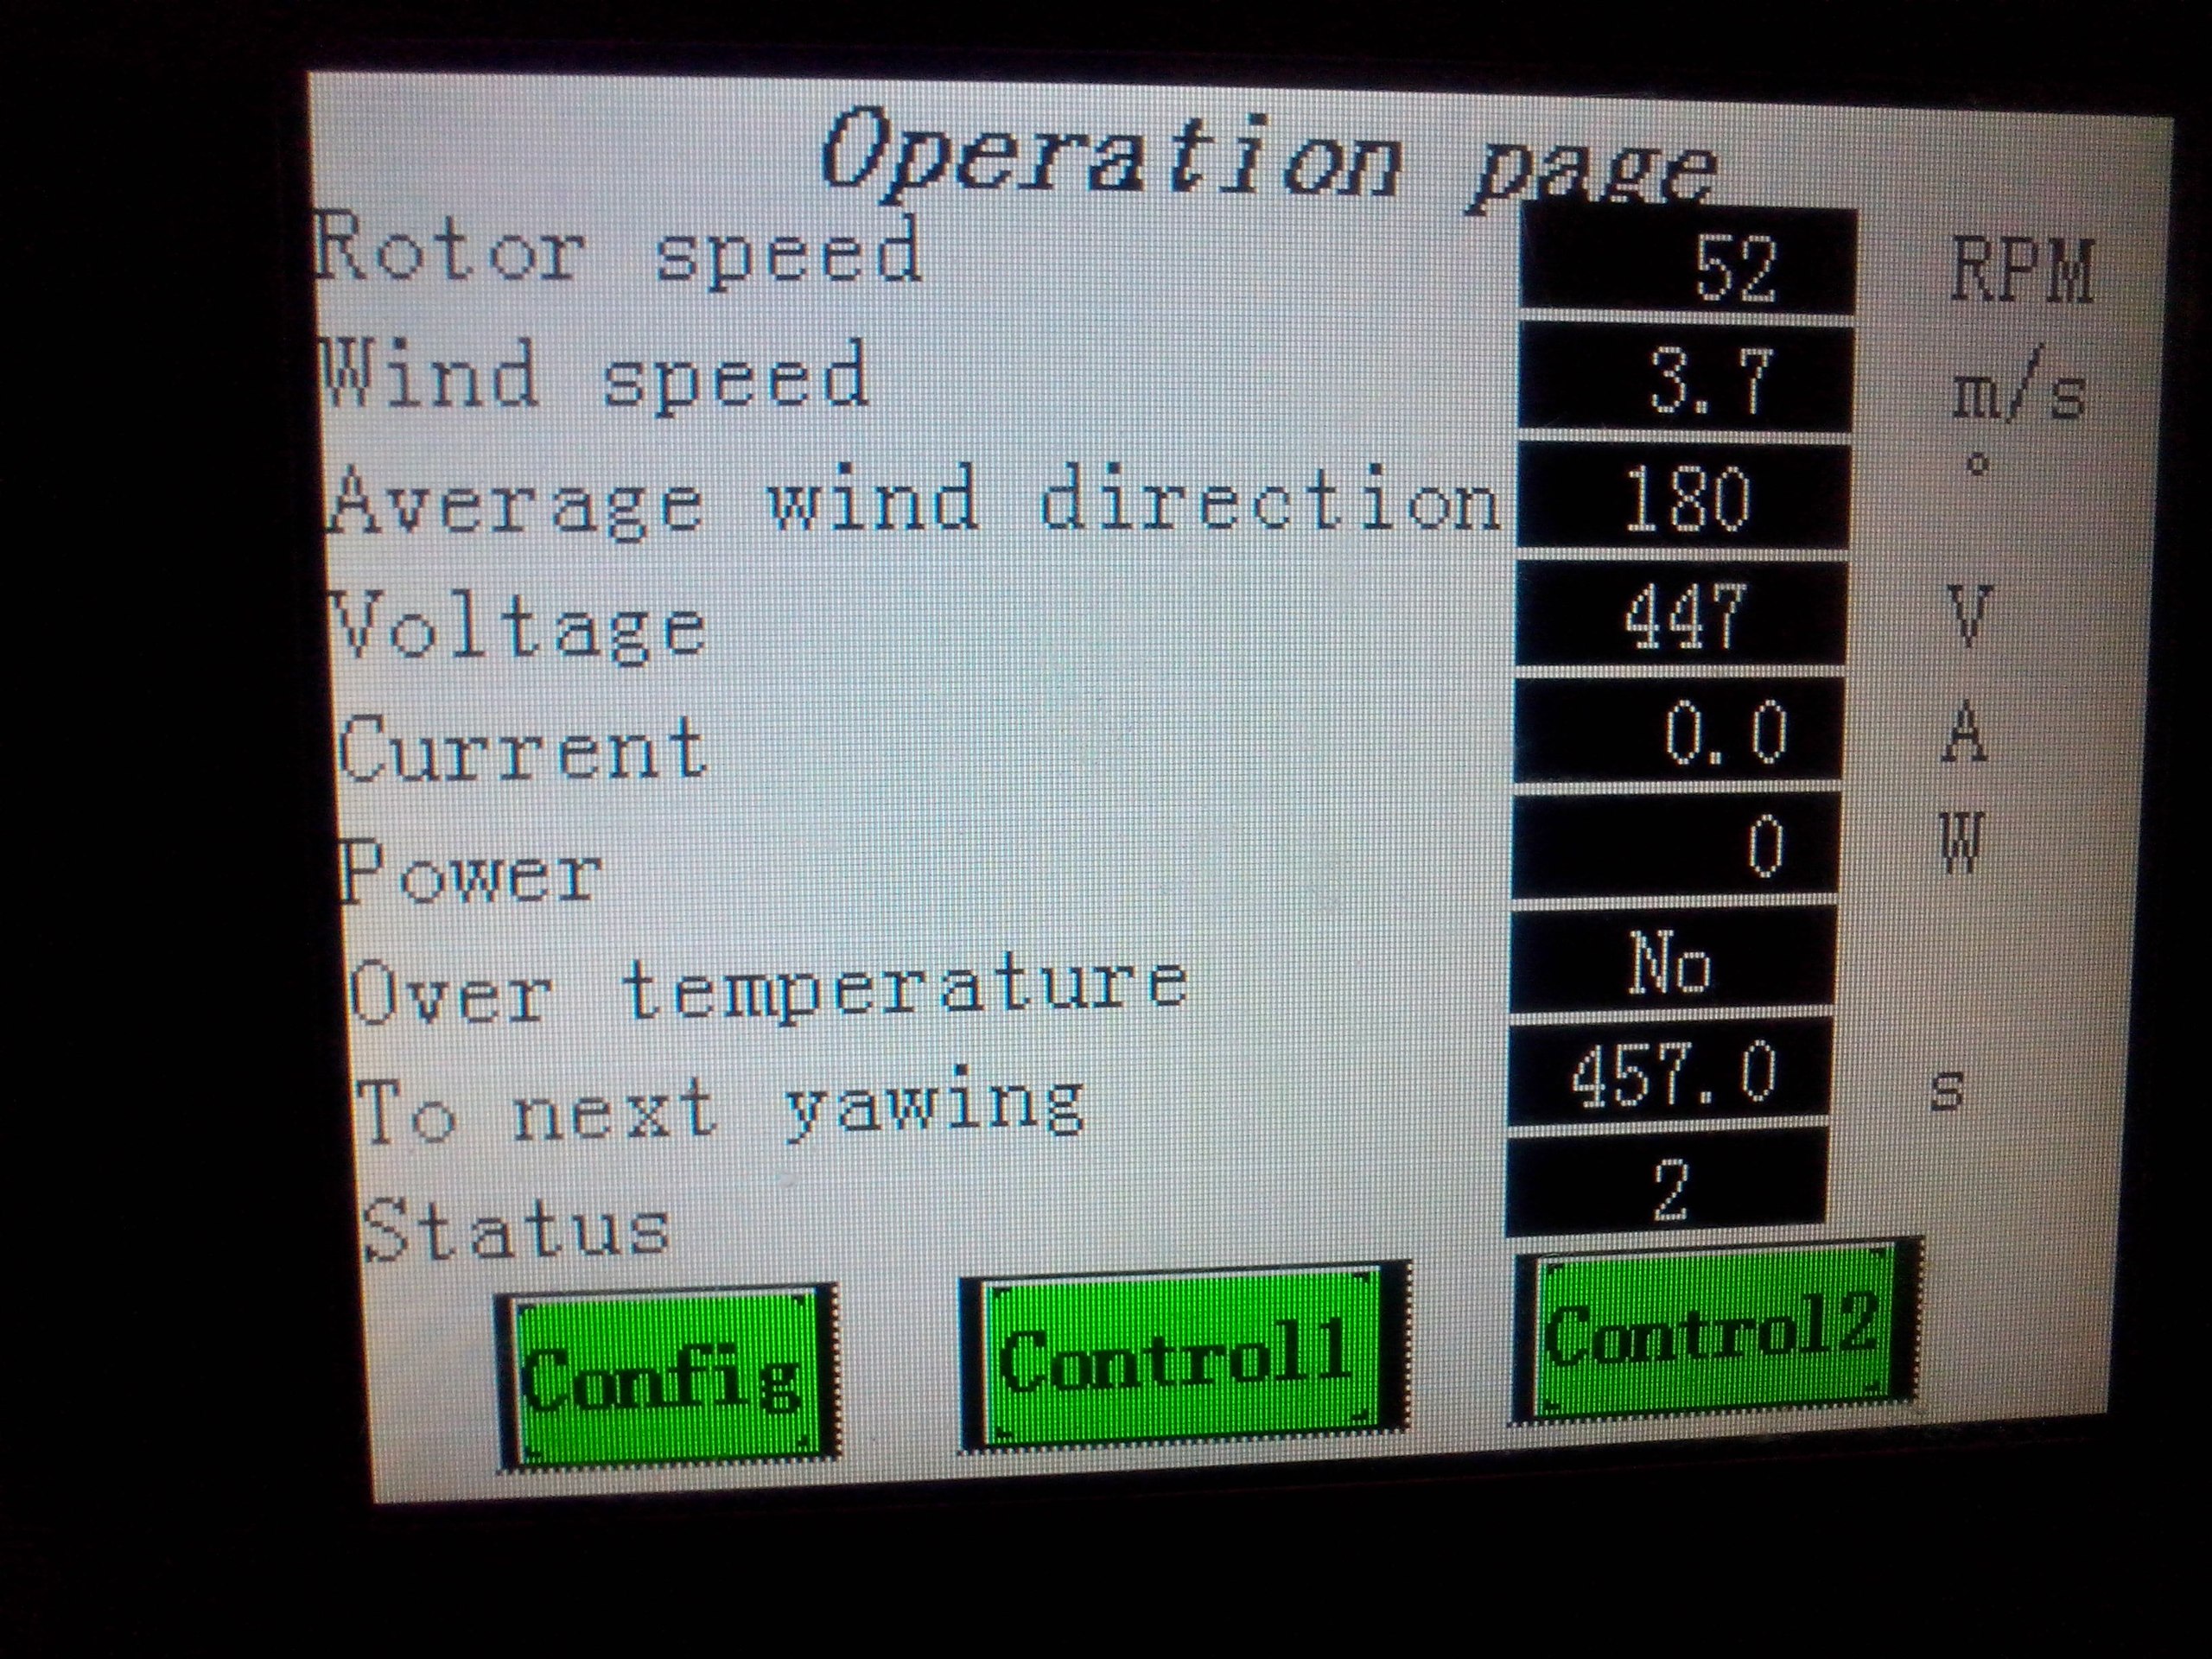 Operation page
Rotor speed 52 RPM
Wind speed 3.7 m/s
Average wind direction 180 °
Voltage 447 V
Current 0.0 A
Power 0 W
Over temperature No
To next yawing 457.0 s
Status 2
Config Control1 Control2